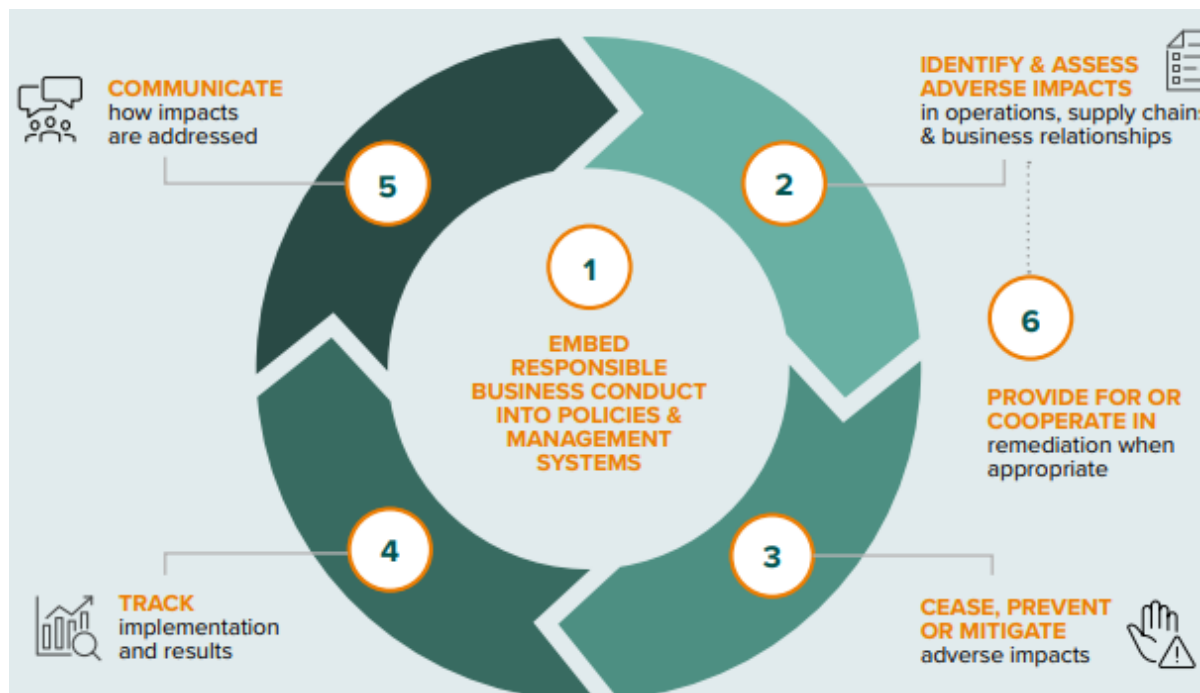 COMMUNICATE
how impacts
are addressed
5
IDENTIFY & ASSESS
ADVERSE IMPACTS
in operations, supply chains
& business relationships
2
1
EMBED
RESPONSIBLE
BUSINESS CONDUCT
INTO POLICIES &
MANAGEMENT
SYSTEMS
6
PROVIDE FOR OR
COOPERATE IN
remediation when
appropriate
4
TRACK
implementation
and results
3
CEASE, PREVENT
OR MITIGATE
adverse impacts